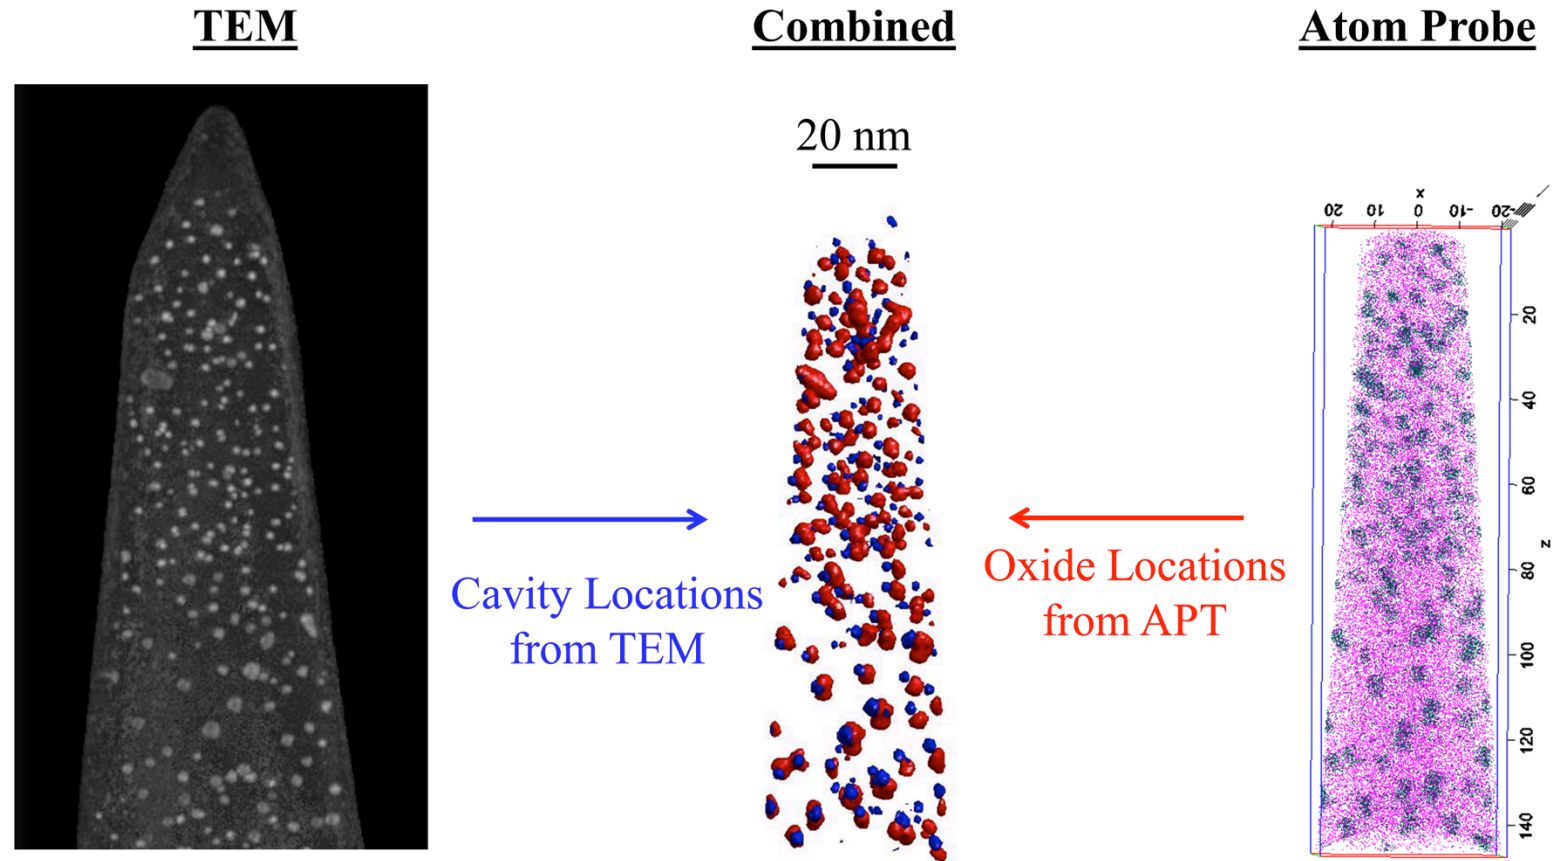 TEM
Combined
Atom Probe
20 nm
x
20 10 0 -10 -20
20
40
60
80
100
120
140
z
Cavity Locations
from TEM
Oxide Locations
from APT